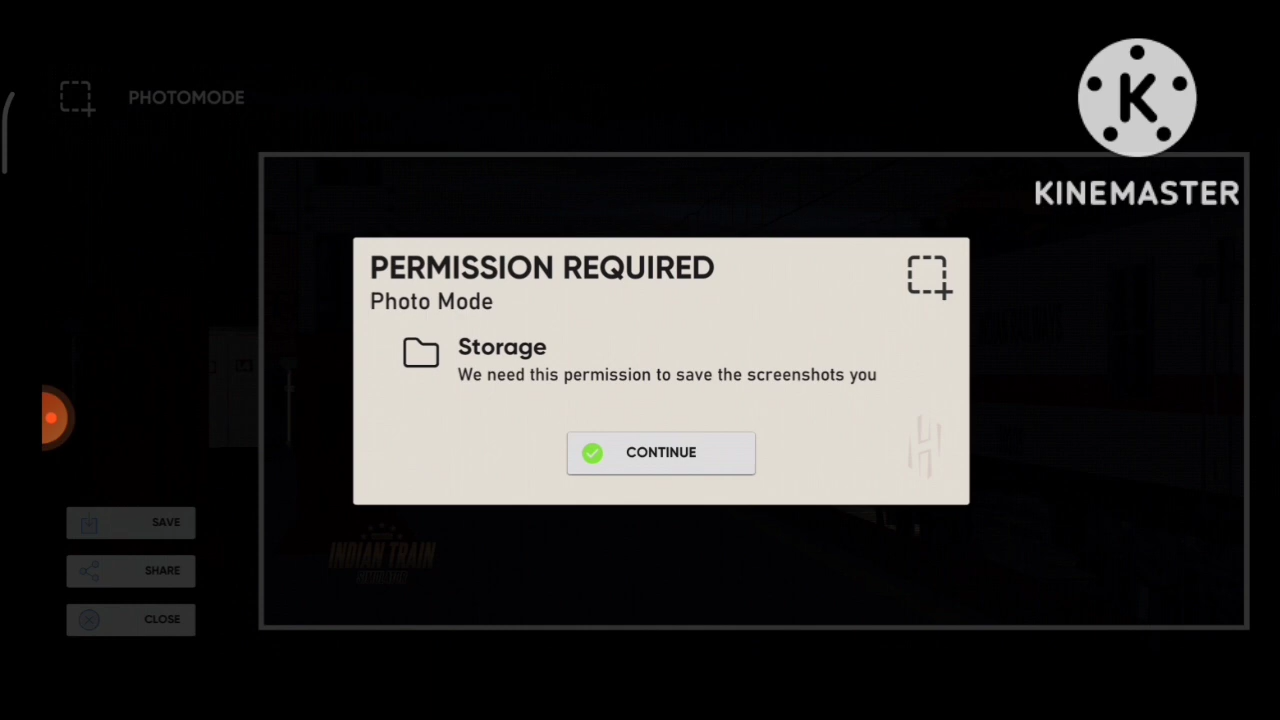 PHOTOMODE
K
KINEMASTER
PERMISSION REQUIRED
Photo Mode
Storage
We need this permission to save the screenshots you
CONTINUE
SAVE
INDIAN TRAIN
SHARE
CLOSE